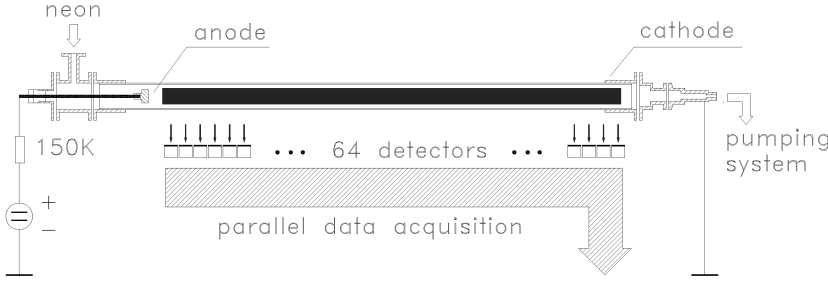 neon
anode
cathode
150K
+
−
... 64 detectors ...
pumping
system
parallel data acquisition